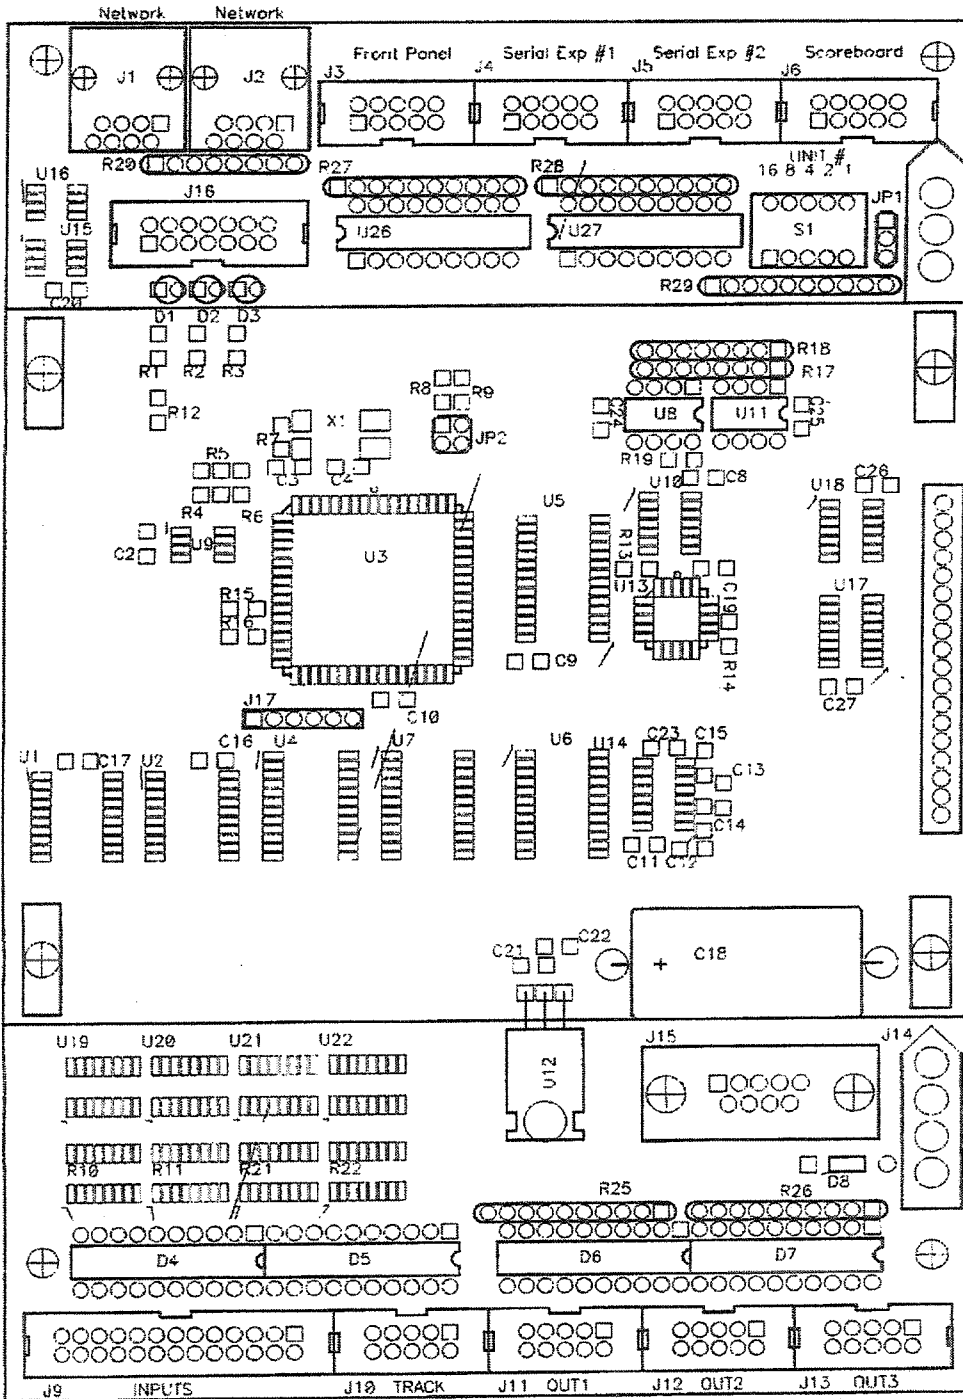 Network Network
J1 J2 J3 Front Panel J4 Serial Exp #1 J5 Serial Exp #2 J6 Scoreboard
R20 R27 R28 UNIT #
16 8 4 2 1
U16 J16 JP1
U15 U26 U27 S1
C20 R29
D1 D2 D3
R1 R2 R3 R18
R17
R12 R8 R9 C24 U8 U11 C25
R7 X1 JP2
R5 C3 C4 R19 U10 C8 U18 C26
R4 R6 U5
C2 U9 U3 R13 U13 C19 U17
R15
R16
C9 R14
J17 C10 C27
U1 C17 U2 C16 U4 U7 U6 U14 C23 C15
C13
C14
C11 C12
C21 C22 C18
+
U19 U20 U21 U22 U12 J15 J14
R10 R11 R21 R22 D8
R25 R26
D4 D5 D6 D7
J9 INPUTS J10 TRACK J11 OUT1 J12 OUT2 J13 OUT3